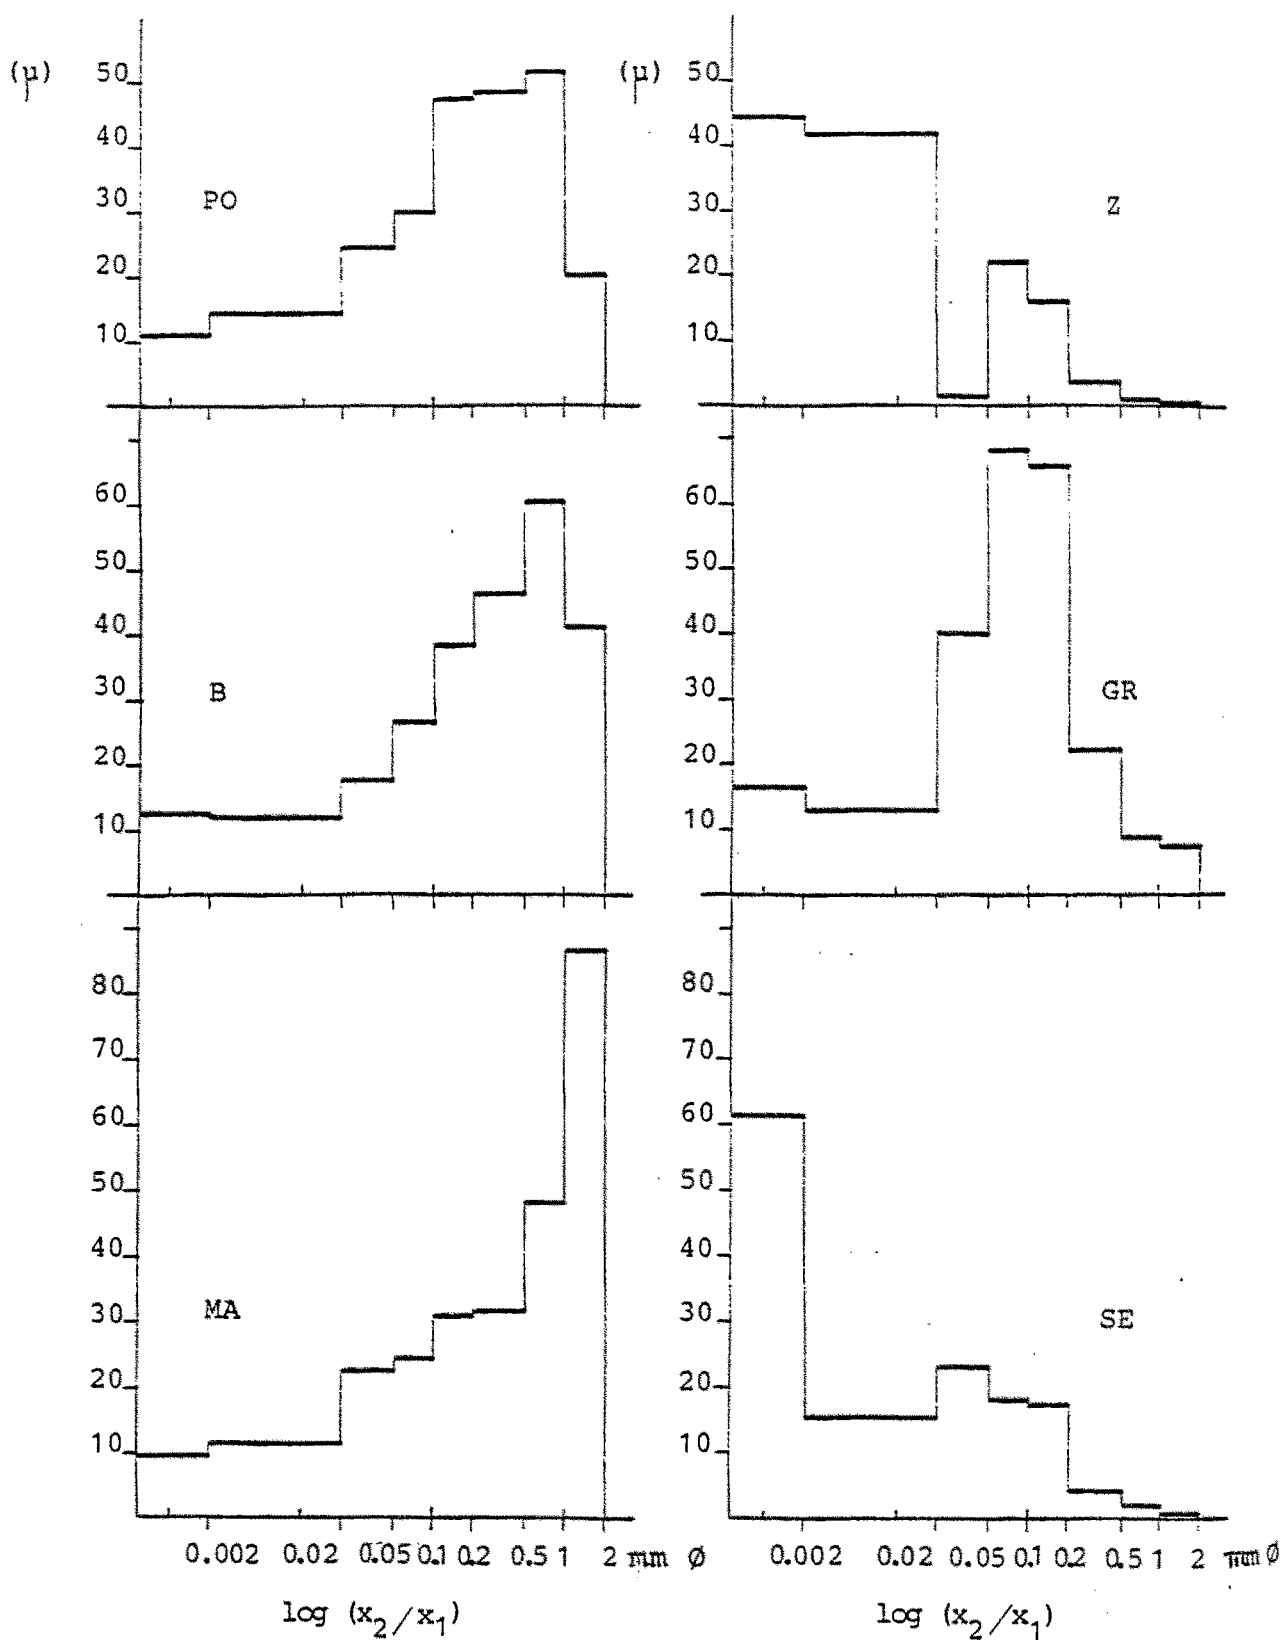 (μ) 50 40 30 20 10 PO
(μ) 50 40 30 20 10 Z
60 50 40 30 20 10 B
60 50 40 30 20 10 GR
80 70 60 50 40 30 20 10 MA
80 70 60 50 40 30 20 10 SE
0.002 0.02 0.05 0.1 0.2 0.5 1 2 mm Ø
0.002 0.02 0.05 0.1 0.2 0.5 1 2 mm Ø
log (x2/x1)
log (x2/x1)